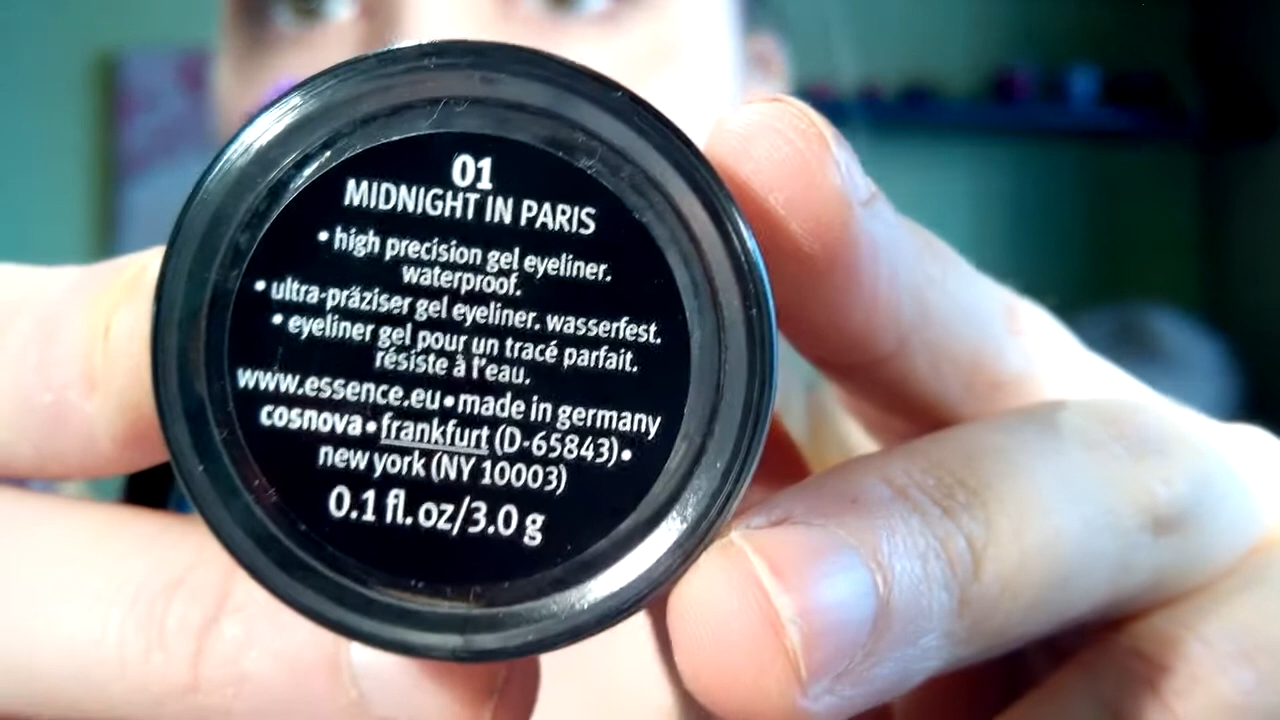 01
MIDNIGHT IN PARIS
• high precision gel eyeliner.
waterproof.
• ultra-präziser gel eyeliner. wasserfest.
• eyeliner gel pour un tracé parfait.
résiste à l'eau.
www.essence.eu • made in germany
cosnova • frankfurt (D-65843) •
new york (NY 10003)
0.1 fl. oz/3.0 g